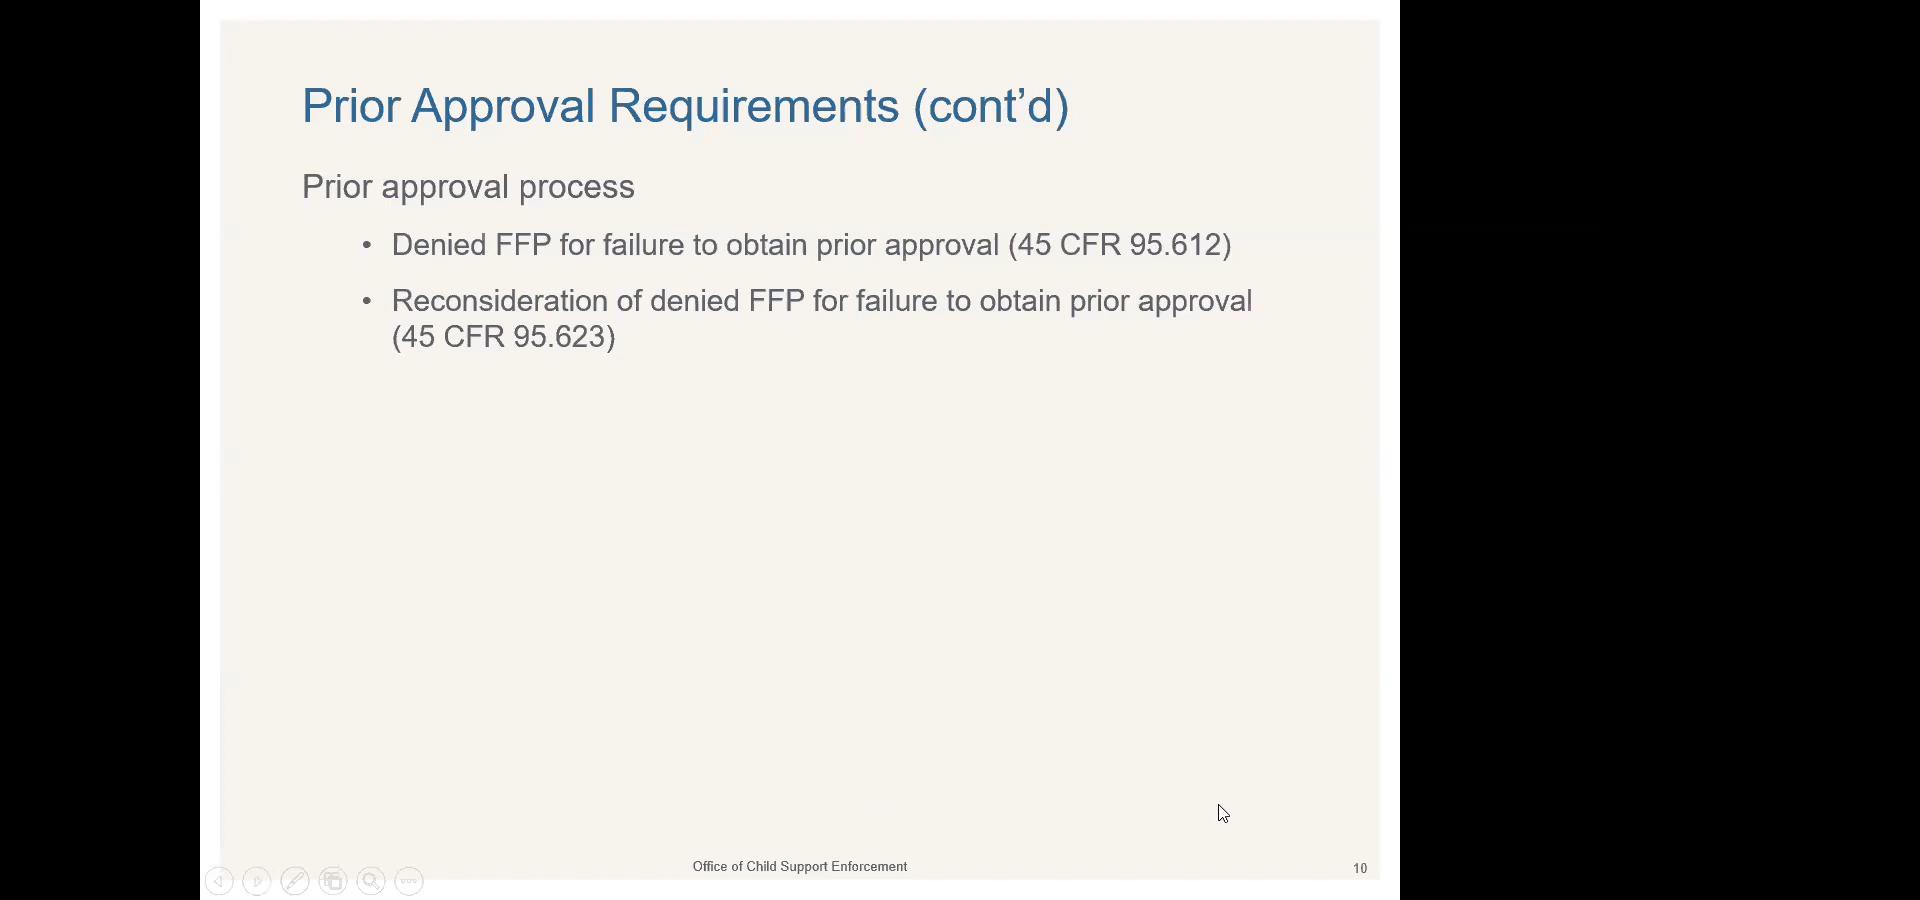 Prior Approval Requirements (cont’d)
Prior approval process
• Denied FFP for failure to obtain prior approval (45 CFR 95.612)
• Reconsideration of denied FFP for failure to obtain prior approval
(45 CFR 95.623)
Office of Child Support Enforcement
10